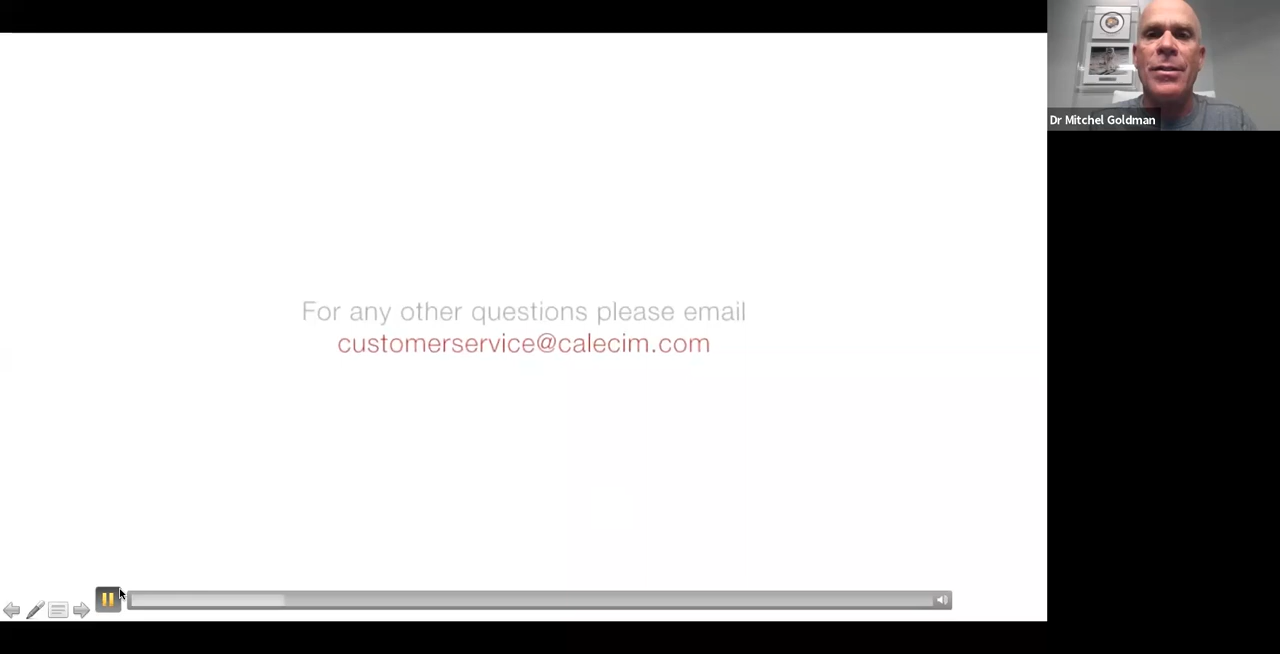 For any other questions please email
customerservice@calecim.com
Dr Mitchel Goldman